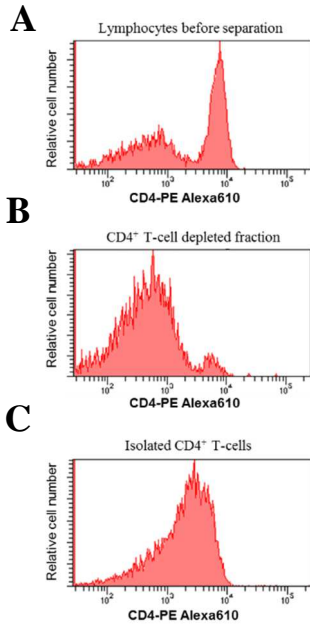 A
Lymphocytes before separation
Relative cell number
10² 10³ 10⁴ 10⁵
CD4-PE Alexa610
B
CD4⁺ T-cell depleted fraction
Relative cell number
10² 10³ 10⁴ 10⁵
CD4-PE Alexa610
C
Isolated CD4⁺ T-cells
Relative cell number
10² 10³ 10⁴ 10⁵
CD4-PE Alexa610